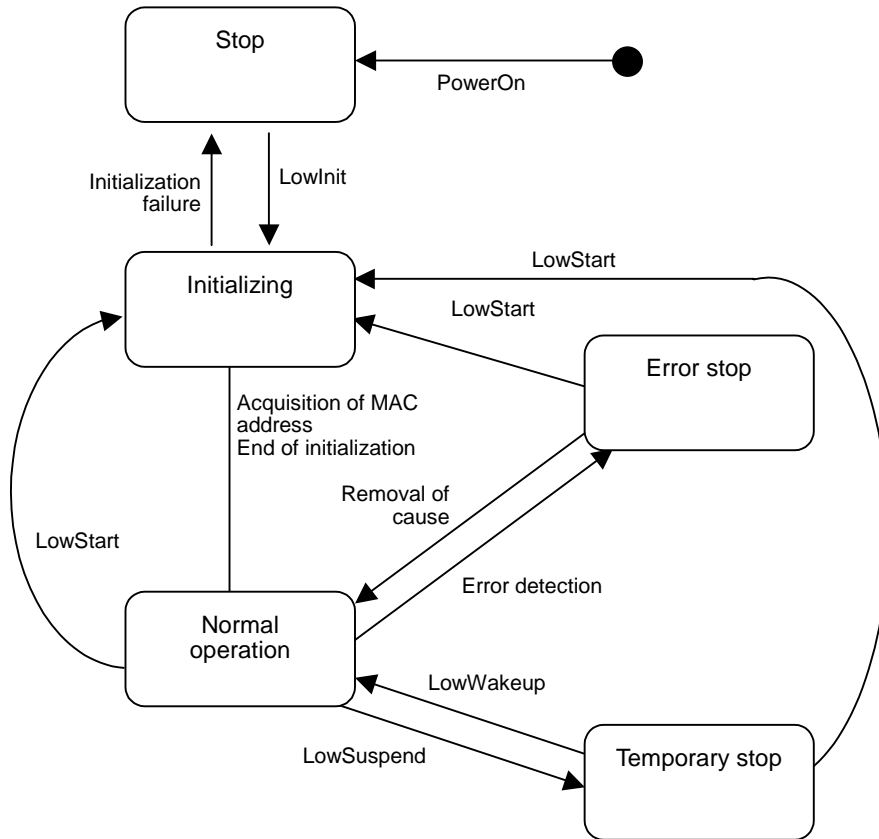 Stop
PowerOn
Initialization
failure
LowInit
Initializing
LowStart
LowStart
Error stop
Acquisition of MAC
address
End of initialization
Removal of
cause
LowStart
Error detection
Normal
operation
LowWakeup
LowSuspend
Temporary stop